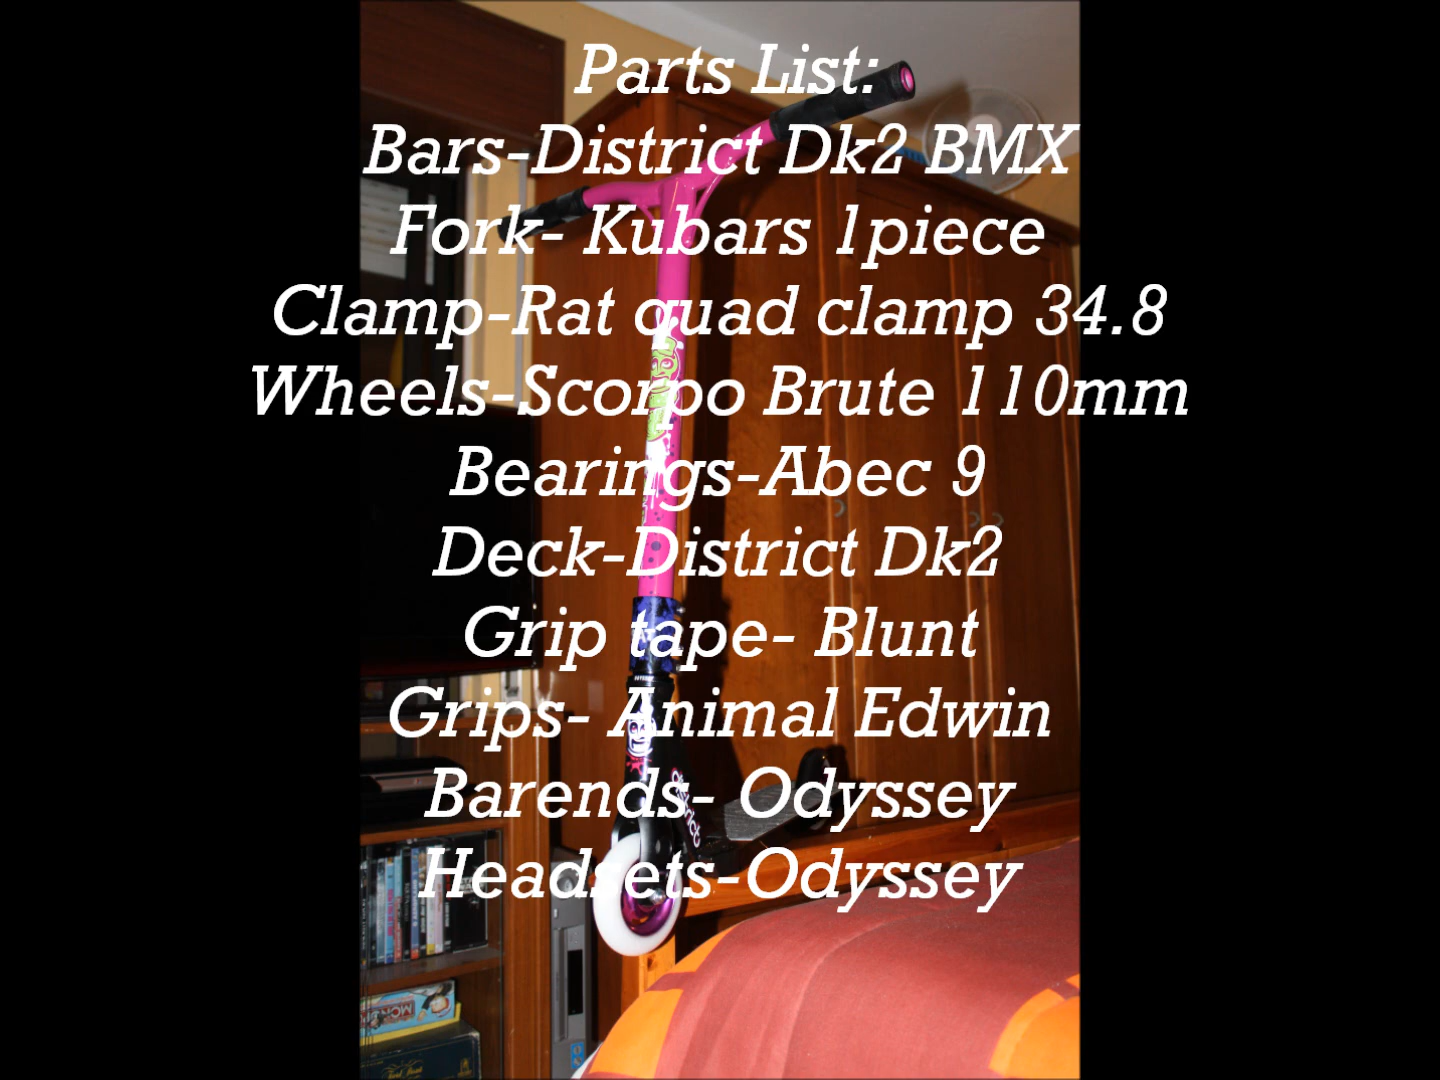 Parts List:
Bars-District Dk2 BMX
Fork- Kubars 1piece
Clamp-Rat quad clamp 34.8
Wheels-Scorpo Brute 110mm
Bearings-Abec 9
Deck-District Dk2
Grip tape- Blunt
Grips- Animal Edwin
Barends- Odyssey
Headsets-Odyssey
district